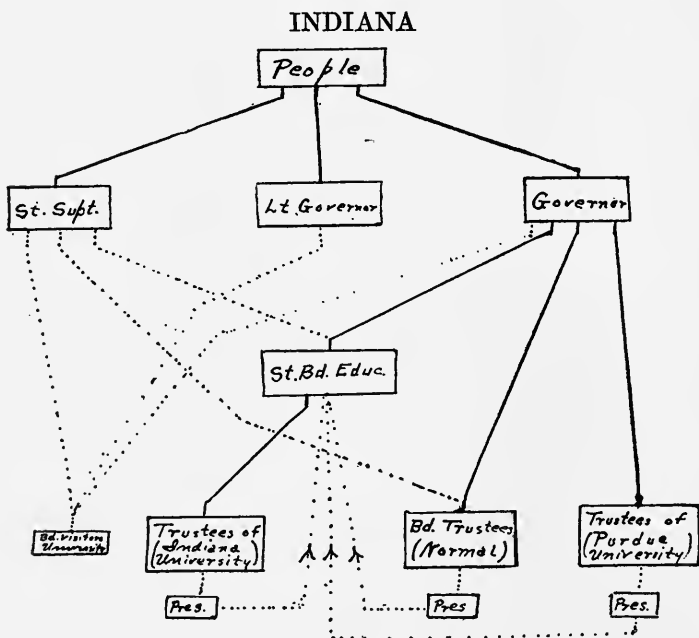 INDIANA
People
St. Supt.
Lt. Governor
Governor
St. Bd. Educ.
Bd. Visitors
University
Trustees of
(Indiana
University)
Bd. Trustees
(Normal)
Trustees of
(Purdue
University)
Pres.
Pres
Pres.